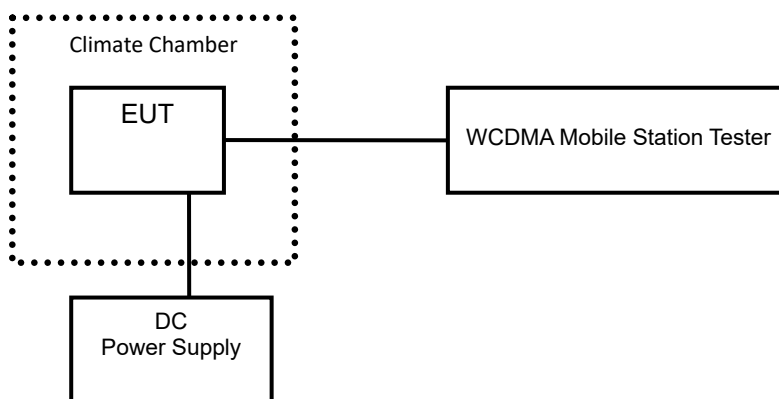 Climate Chamber
EUT
WCDMA Mobile Station Tester
DC
Power Supply